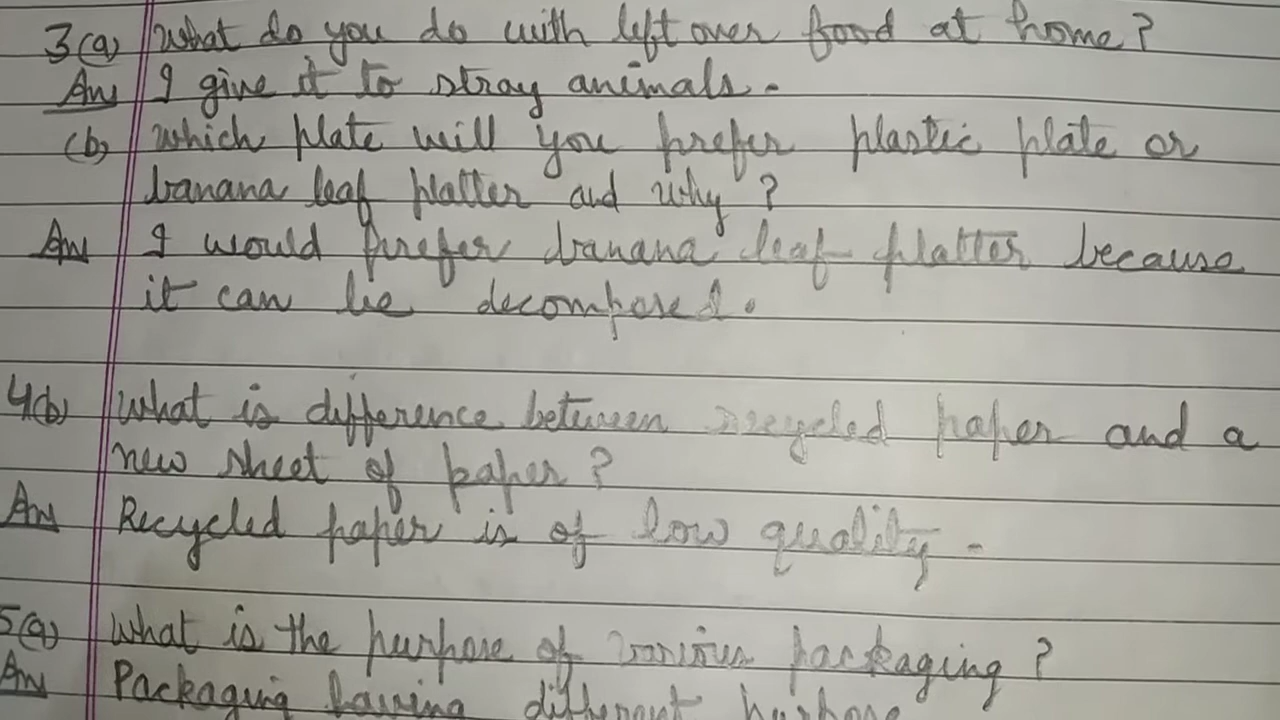 3(a) What do you do with left over food at home?
Ans I give it to stray animals.
(b) which plate will you prefer plastic plate or
banana leaf platter and why?
Ans I would prefer banana leaf platter because
it can be decomposed.
4(b) What is difference between recycled paper and a
new sheet of paper?
Ans Recycled paper is of low quality.
5(a) What is the purpose of various packaging?
Ans Packaging having different purpose